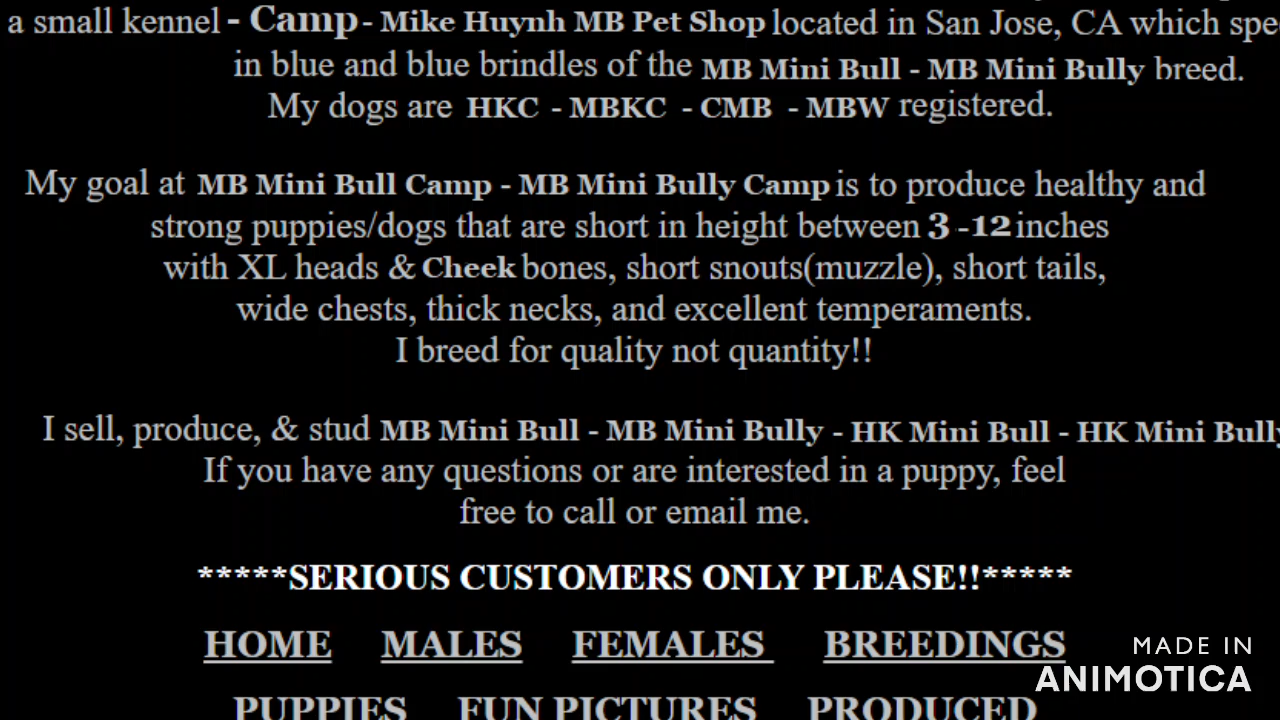 a small kennel - Camp - Mike Huynh MB Pet Shop located in San Jose, CA which spe
in blue and blue brindles of the MB Mini Bull - MB Mini Bully breed.
My dogs are HKC - MBKC - CMB - MBW registered.
My goal at MB Mini Bull Camp - MB Mini Bully Camp is to produce healthy and
strong puppies/dogs that are short in height between 3 -12 inches
with XL heads & Cheek bones, short snouts(muzzle), short tails,
wide chests, thick necks, and excellent temperaments.
I breed for quality not quantity!!
I sell, produce, & stud MB Mini Bull - MB Mini Bully - HK Mini Bull - HK Mini Bully
If you have any questions or are interested in a puppy, feel
free to call or email me.
*****SERIOUS CUSTOMERS ONLY PLEASE!!*****
HOME MALES FEMALES BREEDINGS
PUPPIES FUN PICTURES PRODUCED
MADE IN
ANIMOTICA